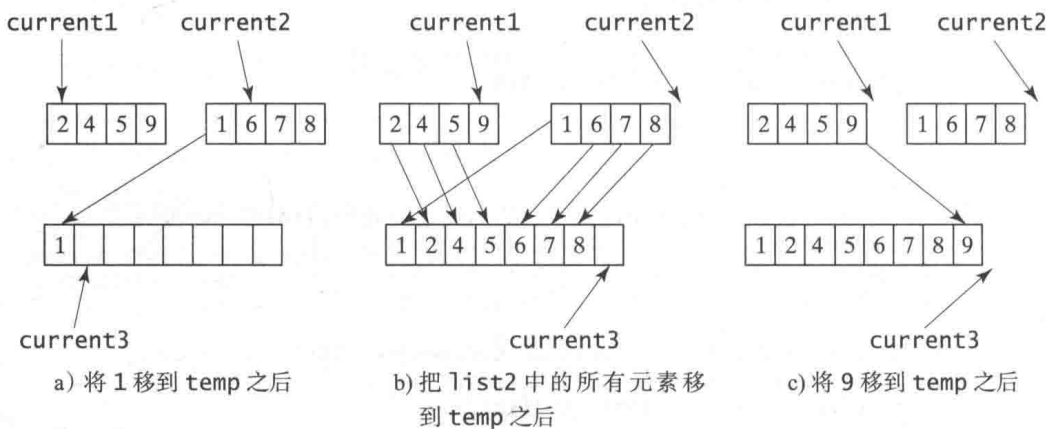 current1 current2 current1 current2
current1 current2
2 4 5 9 1 6 7 8 2 4 5 9 1 6 7 8 2 4 5 9 1 6 7 8
1 1 2 4 5 6 7 8 1 2 4 5 6 7 8 9
current3 current3 current3
a) 将 1 移到 temp 之后 b) 把 list2 中的所有元素移 c) 将 9 移到 temp 之后
到 temp 之后